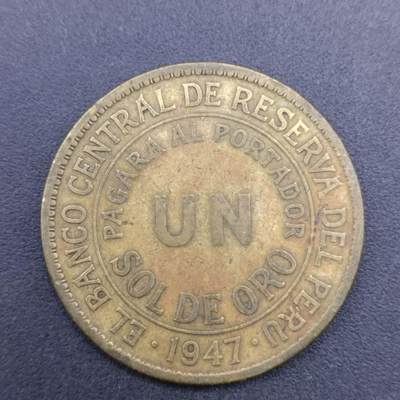 EL BANCO CENTRAL DE RESERVA DEL PERU
PAGARA AL PORTADOR
UN
SOL DE ORO
· 1947 ·